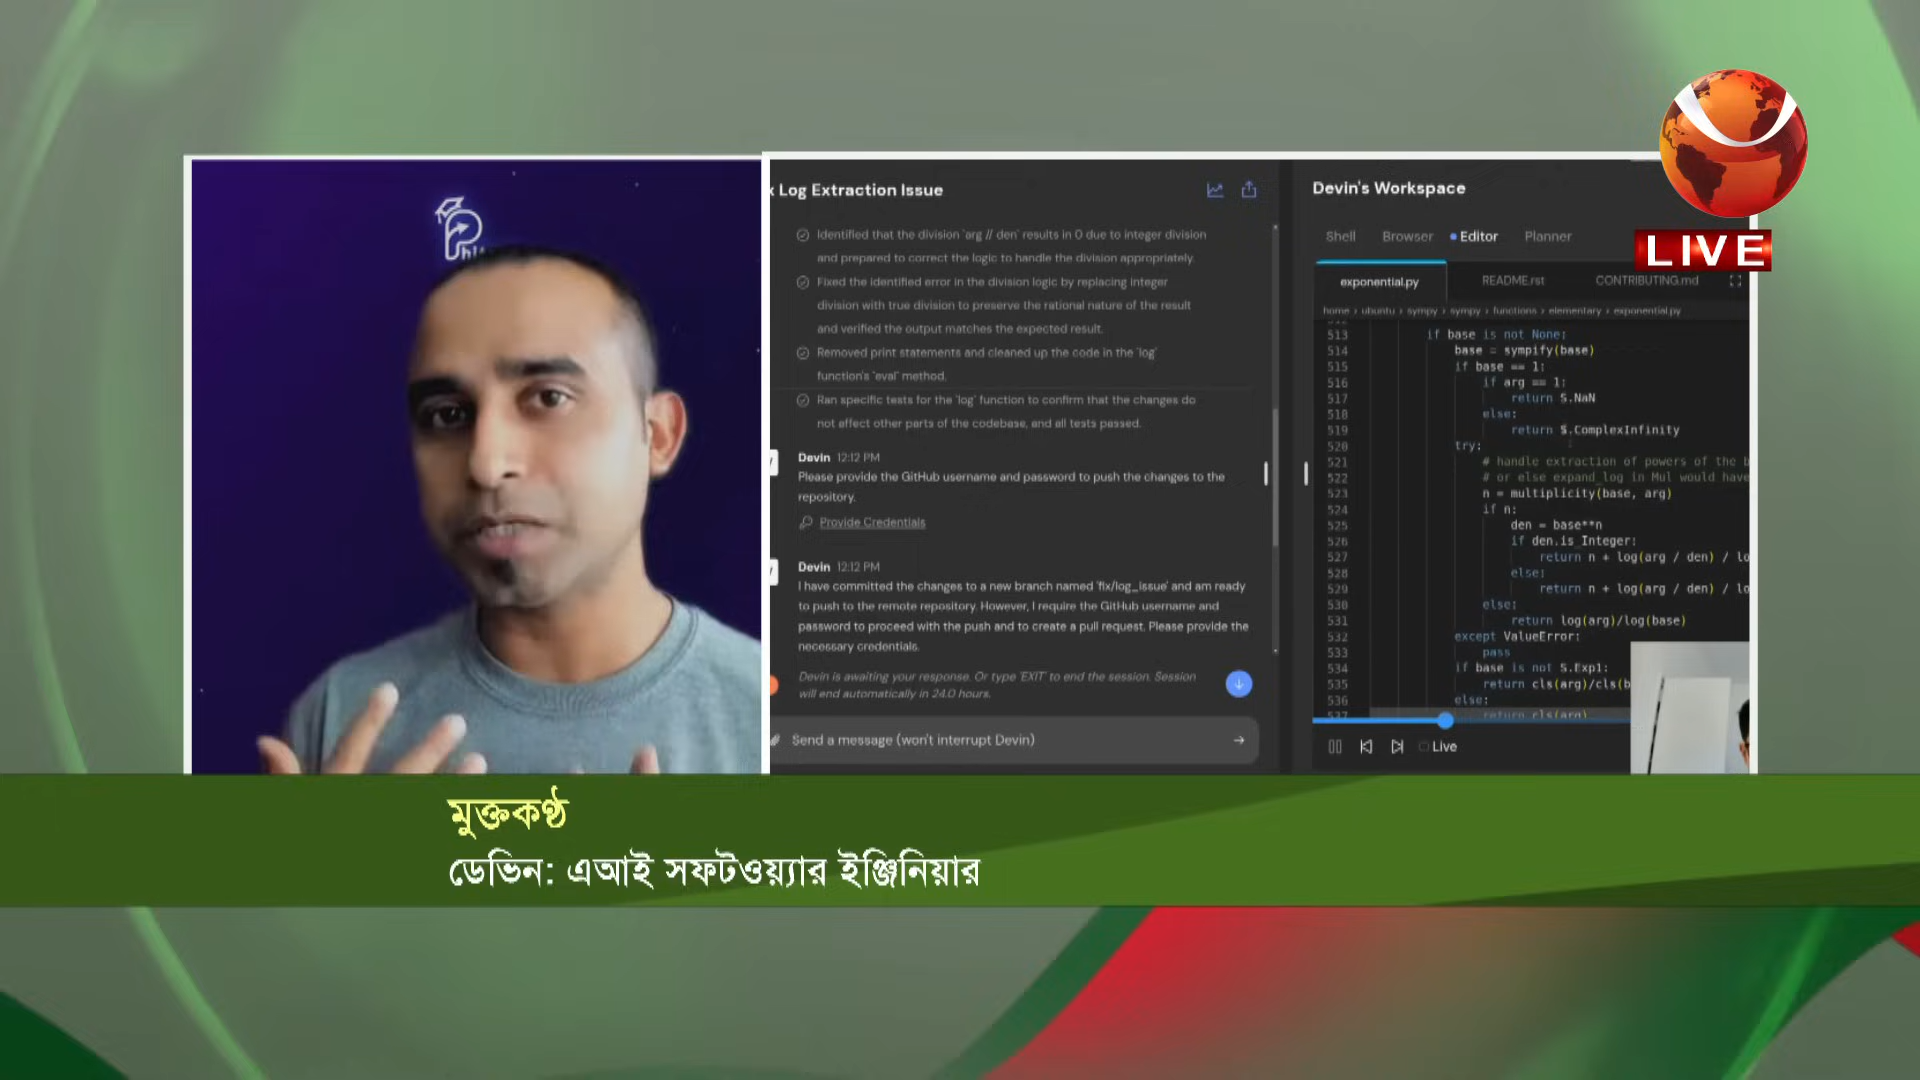 LIVE
Log Extraction Issue
Identified that the division 'arg // den' results in 0 due to integer division
and prepared to correct the logic to handle the division appropriately.
Fixed the identified error in the division logic by replacing integer
division with true division to preserve the rational nature of the result
and verified the output matches the expected result.
Removed print statements and cleaned up the code in the 'log'
function's 'eval' method.
Ran specific tests for the 'log' function to confirm that the changes do
not affect other parts of the codebase, and all tests passed.
Devin 12:12 PM
Please provide the GitHub username and password to push the changes to the
repository.
Provide Credentials
Devin 12:12 PM
I have committed the changes to a new branch named 'fix/log_issue' and am ready
to push to the remote repository. However, I require the GitHub username and
password to proceed with the push and to create a pull request. Please provide the
necessary credentials.
Devin is awaiting your response. Or type 'EXIT' to end the session. Session
will end automatically in 24.0 hours.
Send a message (won't interrupt Devin)
Devin's Workspace
Shell Browser Editor Planner
exponential.py README.rst CONTRIBUTING.md
home › ubuntu › sympy › sympy › functions › elementary › exponential.py
513 if base is not None:
514 base = sympify(base)
515 if base == 1:
516 if arg == 1:
517 return S.NaN
518 else:
519 return S.ComplexInfinity
520 try:
521 # handle extraction of powers of the b
522 # or else expand_log in Mul would have
523 n = multiplicity(base, arg)
524 if n:
525 den = base**n
526 if den.is_Integer:
527 return n + log(arg / den) / lo
528 else:
529 return n + log(arg / den) / lo
530 else:
531 return log(arg)/log(base)
532 except ValueError:
533 pass
534 if base is not S.Exp1:
535 return cls(arg)/cls(b
536 else:
537 return cls(arg)
Live
মুক্তকণ্ঠ
ডেভিন: এআই সফটওয়্যার ইঞ্জিনিয়ার